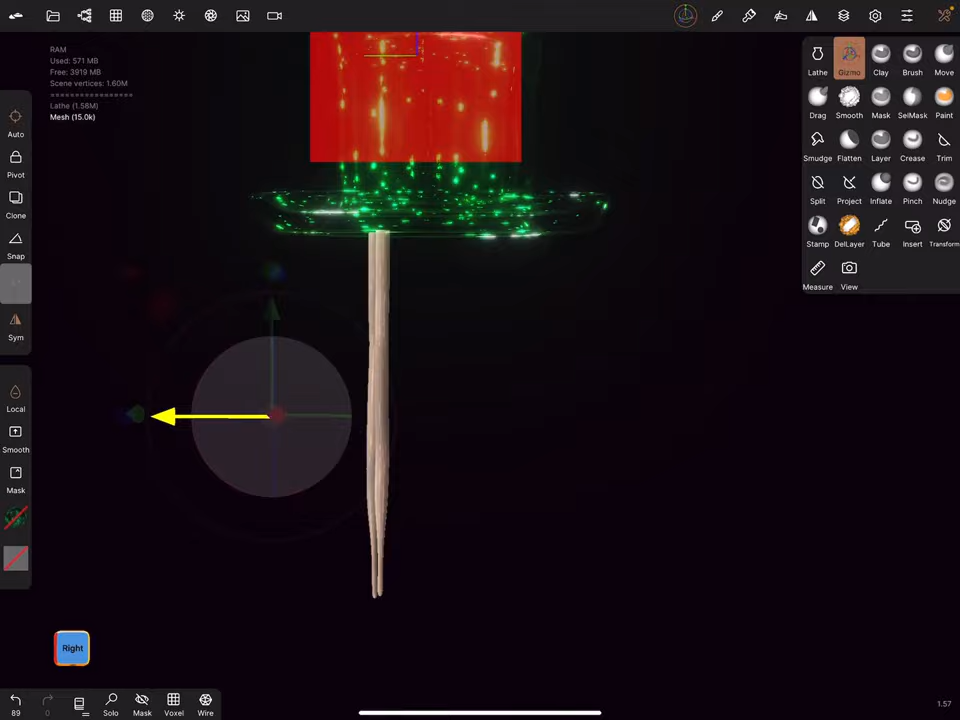 RAM
Used: 571 MB
Free: 3919 MB
Scene vertices: 1.60M
=================
Lathe (1.58M)
Mesh (15.0k)
Auto
Pivot
Clone
Snap
Sym
Local
Smooth
Mask
Lathe Gizmo Clay Brush Move
Drag Smooth Mask SelMask Paint
Smudge Flatten Layer Crease Trim
Split Project Inflate Pinch Nudge
Stamp DelLayer Tube Insert Transform
Measure View
Right
89 0 Solo Mask Voxel Wire
1.57